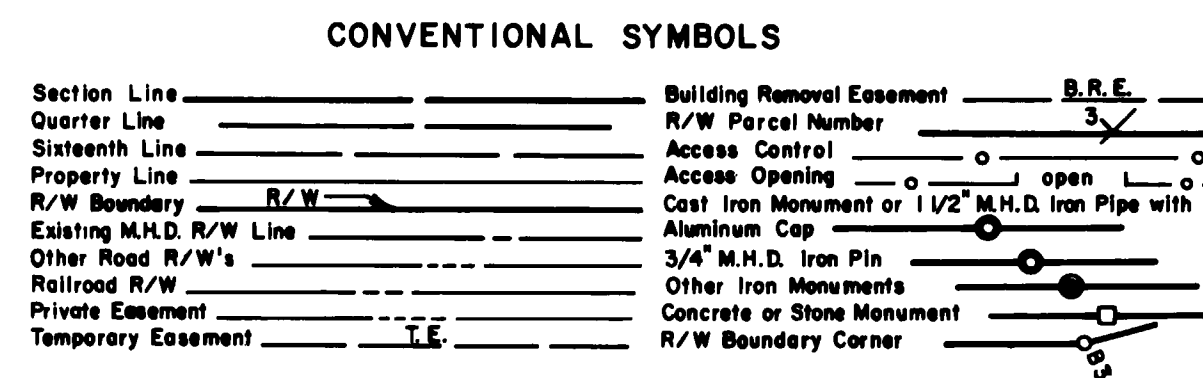 CONVENTIONAL SYMBOLS
Section Line
Quarter Line
Sixteenth Line
Property Line
R/W Boundary R/W
Existing M.H.D. R/W Line
Other Road R/W's
Railroad R/W
Private Easement
Temporary Easement T.E.
Building Removal Easement B.R.E.
R/W Parcel Number 3
Access Control
Access Opening open
Cast Iron Monument or 1 1/2" M.H.D. Iron Pipe with
Aluminum Cap
3/4" M.H.D. Iron Pin
Other Iron Monuments
Concrete or Stone Monument
R/W Boundary Corner